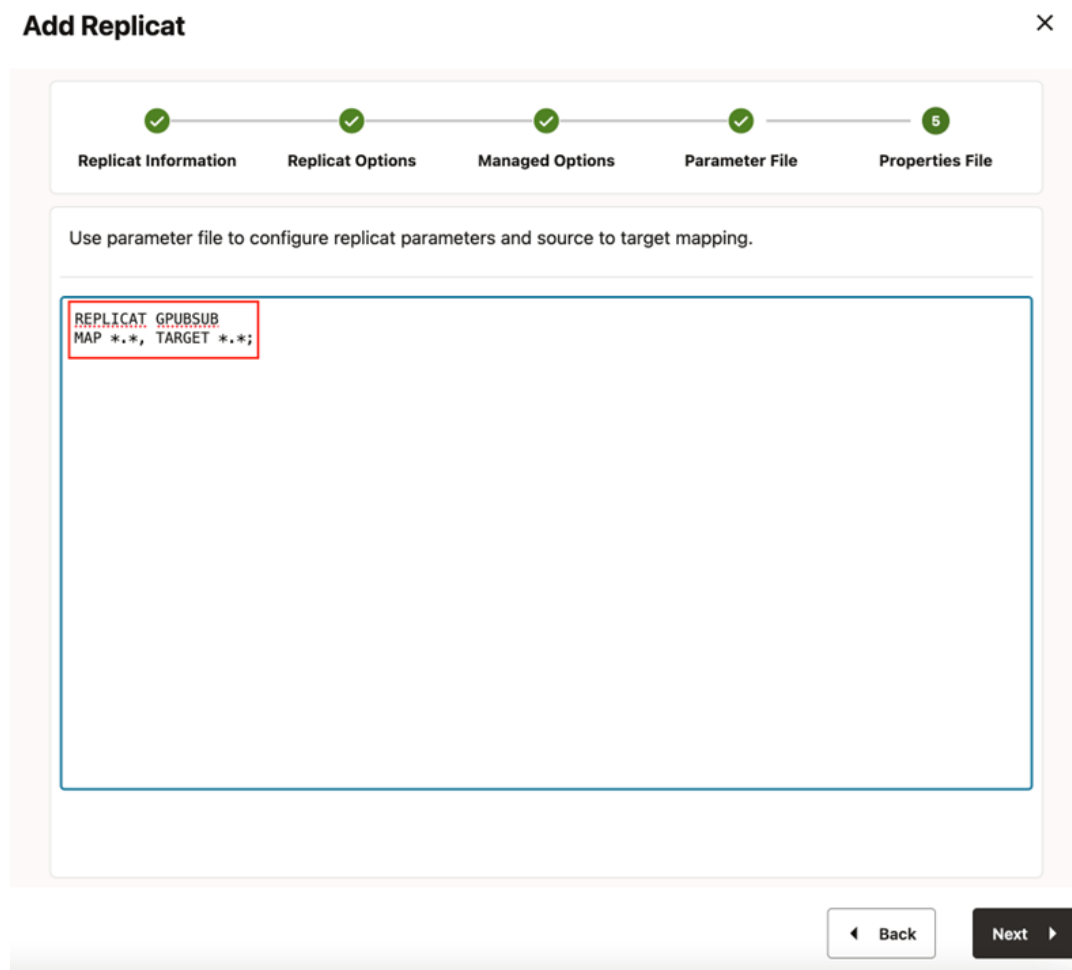 Add Replicat
5
Replicat Information Replicat Options Managed Options Parameter File Properties File
Use parameter file to configure replicat parameters and source to target mapping.
REPLICAT GPUBSUB
MAP *.*, TARGET *.*;
Back Next